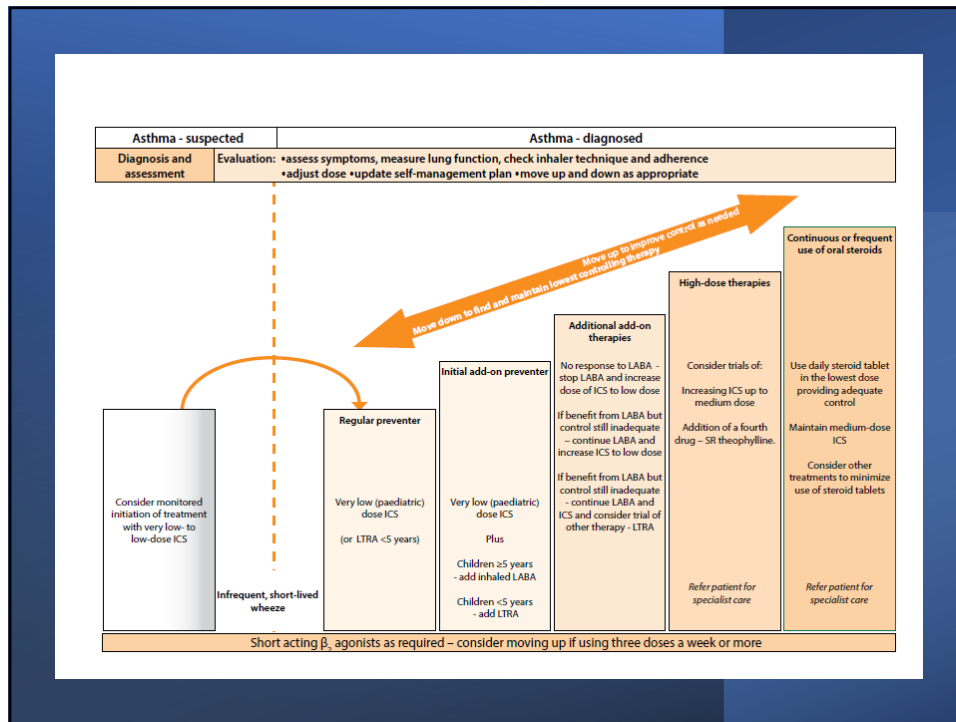 Asthma - suspected
Asthma - diagnosed
Diagnosis and
assessment
Evaluation: •assess symptoms, measure lung function, check inhaler technique and adherence
•adjust dose •update self-management plan •move up and down as appropriate
Move up to improve control as needed
Move down to find and maintain lowest controlling therapy
Consider monitored
initiation of treatment
with very low- to
low-dose ICS
Infrequent, short-lived
wheeze
Regular preventer
Very low (paediatric)
dose ICS
(or LTRA <5 years)
Initial add-on preventer
Very low (paediatric)
dose ICS
Plus
Children ≥5 years
- add inhaled LABA
Children <5 years
- add LTRA
Additional add-on
therapies
No response to LABA -
stop LABA and increase
dose of ICS to low dose
If benefit from LABA but
control still inadequate
– continue LABA and
increase ICS to low dose
If benefit from LABA but
control still inadequate
- continue LABA and
ICS and consider trial of
other therapy - LTRA
High-dose therapies
Consider trials of:
Increasing ICS up to
medium dose
Addition of a fourth
drug – SR theophylline.
Refer patient for
specialist care
Continuous or frequent
use of oral steroids
Use daily steroid tablet
in the lowest dose
providing adequate
control
Maintain medium-dose
ICS
Consider other
treatments to minimize
use of steroid tablets
Refer patient for
specialist care
Short acting β₂ agonists as required – consider moving up if using three doses a week or more